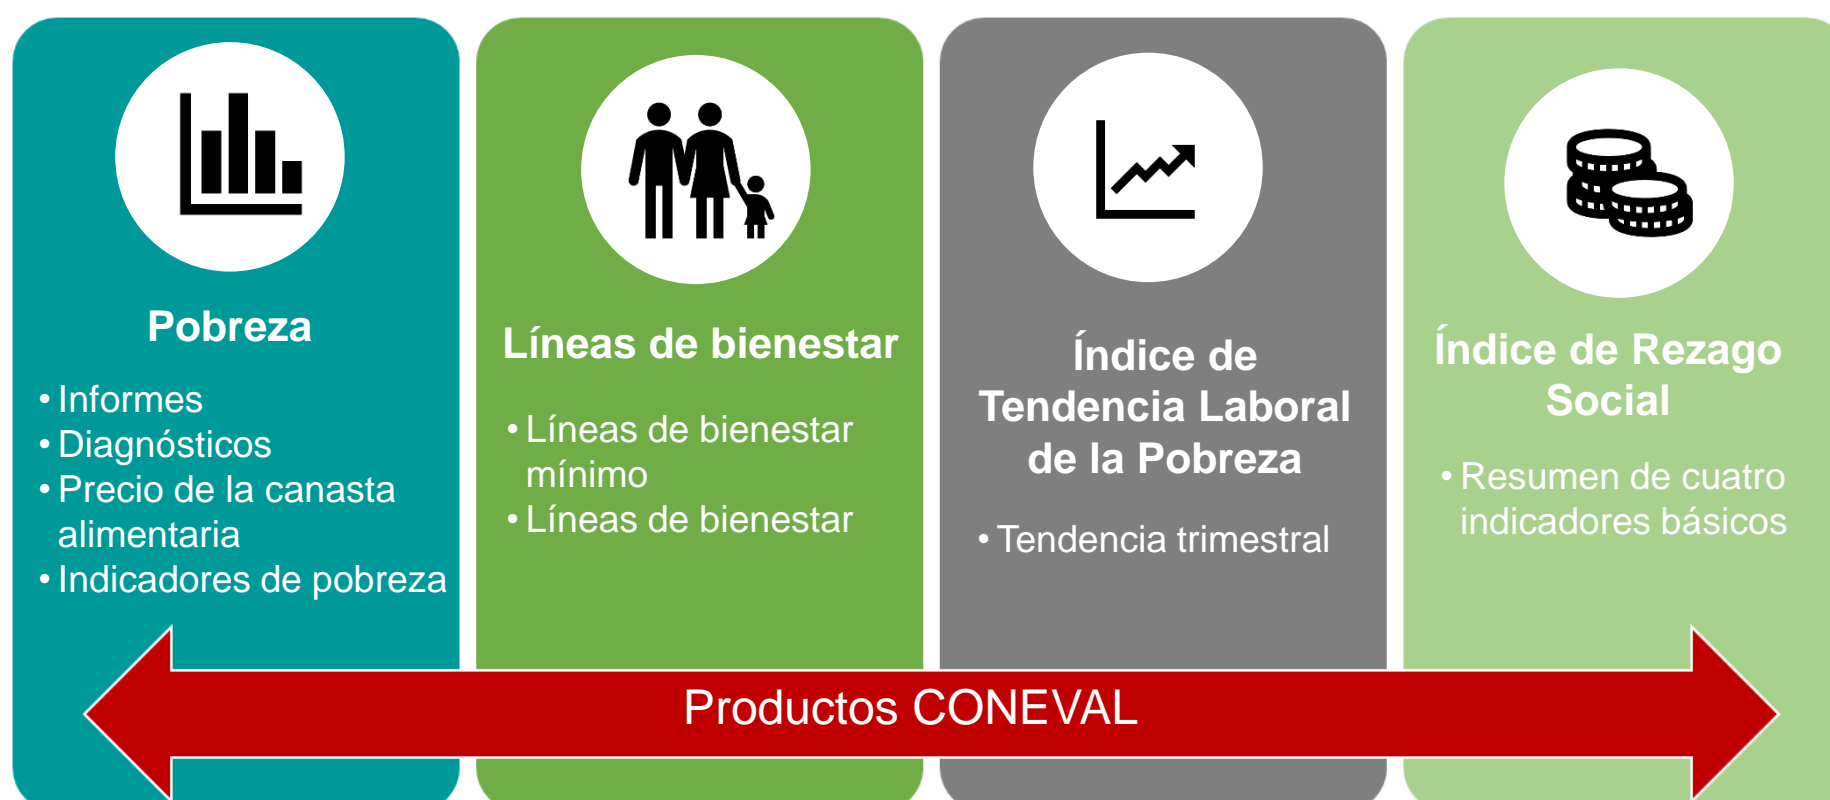 Pobreza
• Informes
• Diagnósticos
• Precio de la canasta
alimentaria
• Indicadores de pobreza
Líneas de bienestar
• Líneas de bienestar
mínimo
• Líneas de bienestar
Índice de
Tendencia Laboral
de la Pobreza
• Tendencia trimestral
Índice de Rezago
Social
• Resumen de cuatro
indicadores básicos
Productos CONEVAL